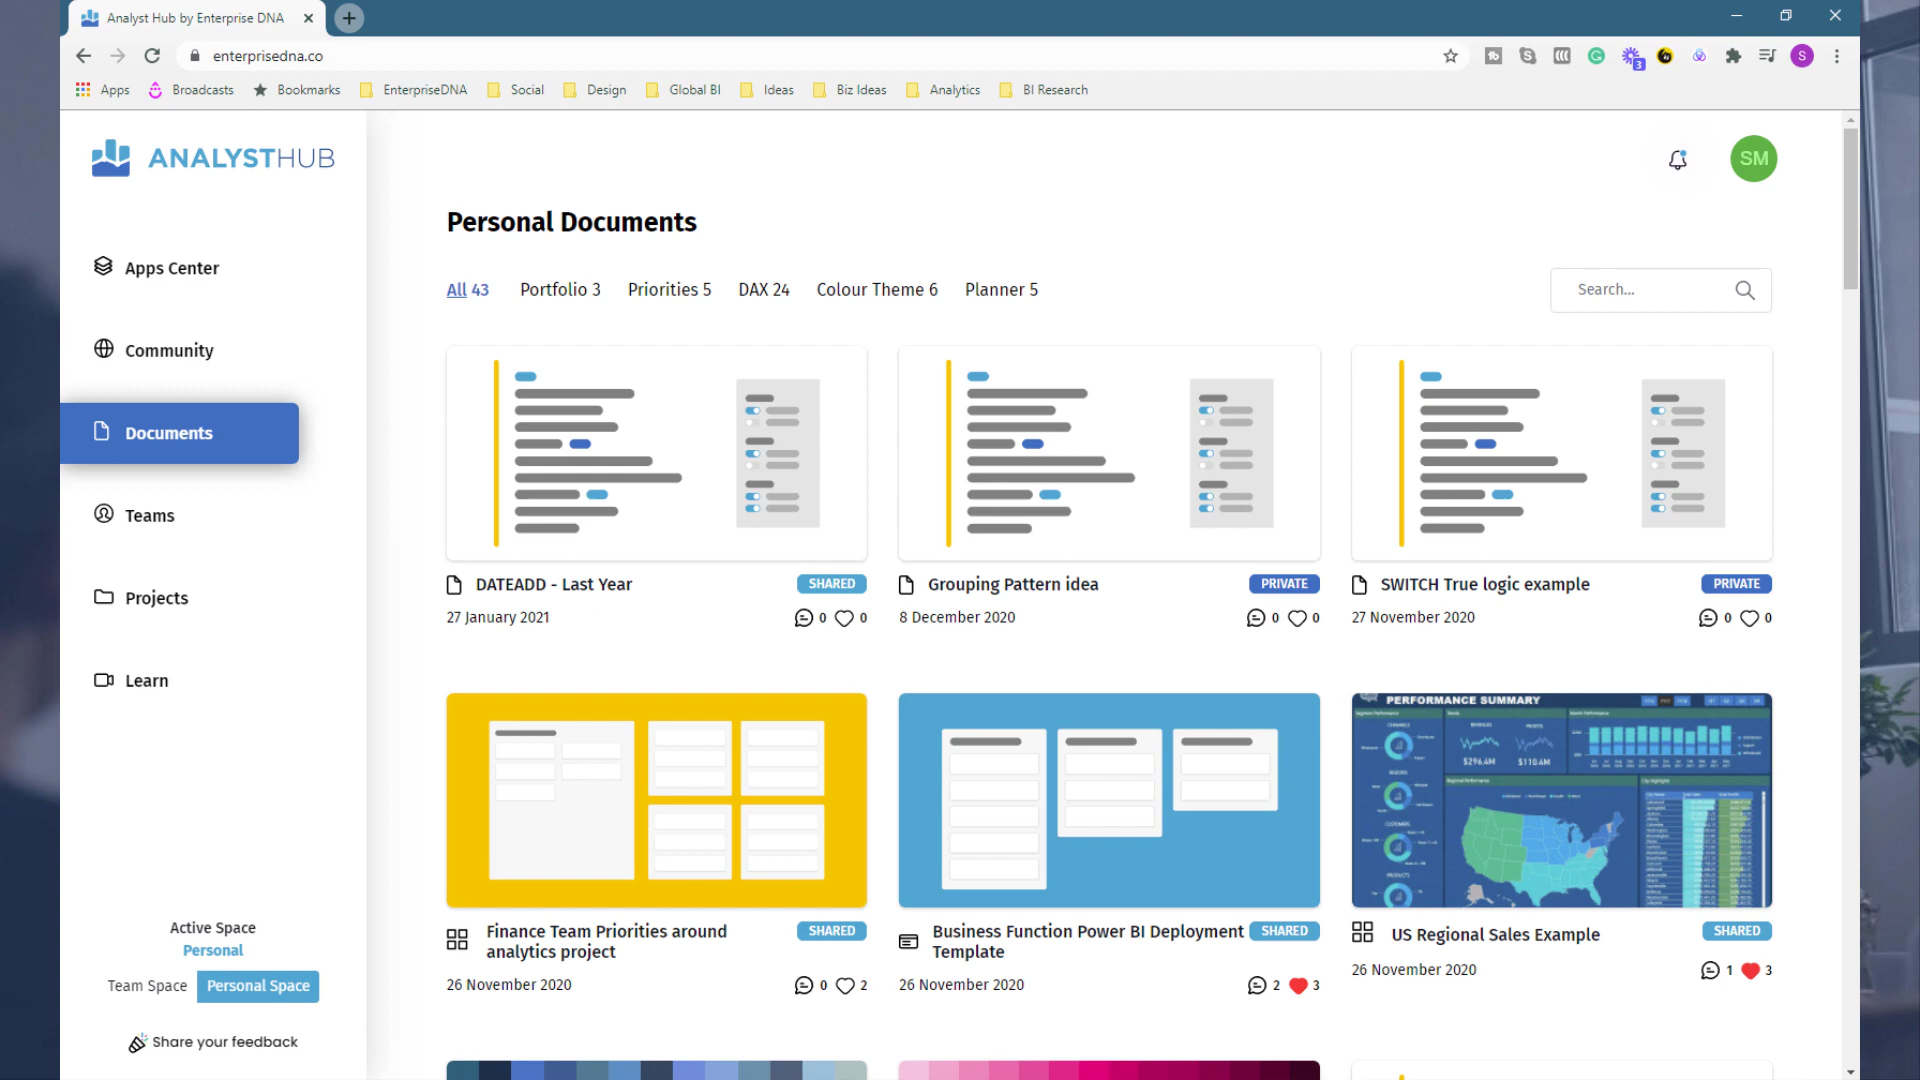 Analyst Hub by Enterprise DNA
enterprisedna.co
3
S
Apps Broadcasts Bookmarks EnterpriseDNA Social Design Global BI Ideas Biz Ideas Analytics BI Research
ANALYSTHUB
SM
Personal Documents
Apps Center
All 43 Portfolio 3 Priorities 5 DAX 24 Colour Theme 6 Planner 5
Search...
Community
Documents
Teams
Projects
Learn
DATEADD - Last Year SHARED
27 January 2021 0 0
Grouping Pattern idea PRIVATE
8 December 2020 0 0
SWITCH True logic example PRIVATE
27 November 2020 0 0
PERFORMANCE SUMMARY
$296.4M $110.4M
Finance Team Priorities around SHARED
analytics project
26 November 2020 0 2
Business Function Power BI Deployment SHARED
Template
26 November 2020 2 3
US Regional Sales Example SHARED
26 November 2020 1 3
Active Space
Personal
Team Space Personal Space
Share your feedback